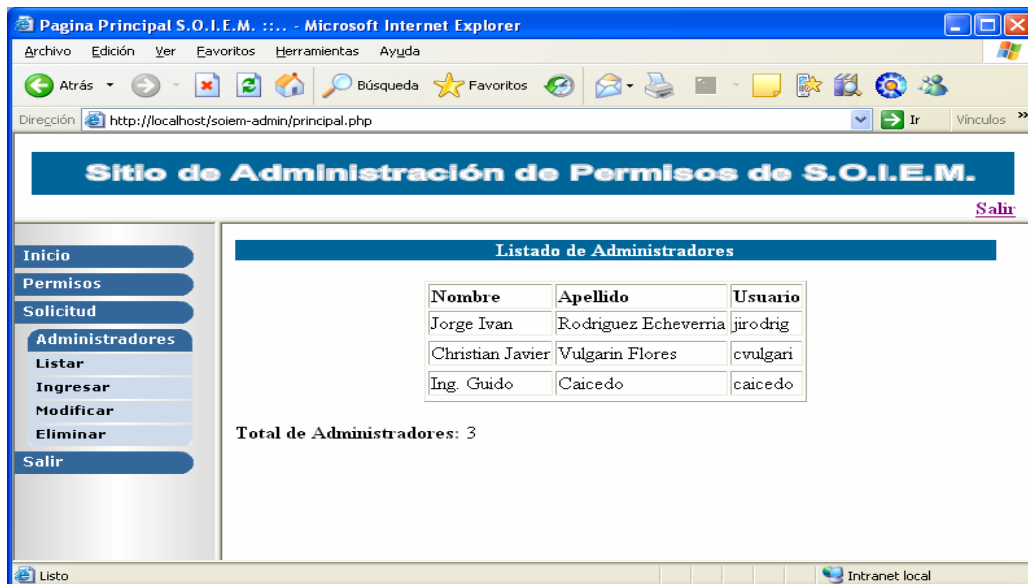 Pagina Principal S.O.I.E.M. ::.. - Microsoft Internet Explorer
Archivo Edición Ver Favoritos Herramientas Ayuda
Atrás Búsqueda Favoritos
Dirección http://localhost/soiem-admin/principal.php Ir Vínculos »
Sitio de Administración de Permisos de S.O.I.E.M.
Salir
Inicio
Permisos
Solicitud
Administradores
Listar
Ingresar
Modificar
Eliminar
Salir
Listado de Administradores
Nombre Apellido Usuario
Jorge Ivan Rodriguez Echeverria jirodrig
Christian Javier Vulgarin Flores cvulgari
Ing. Guido Caicedo caicedo
Total de Administradores: 3
Listo Intranet local